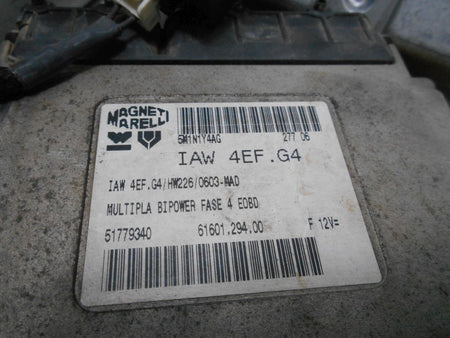 MAGNETI
MARELLI
5M1N1Y4AG 277 06
IAW 4EF.G4
IAW 4EF.G4/HW226/0603-MAD
MULTIPLA BIPOWER FASE 4 EOBD
51779340 61601.294.00 F 12V=